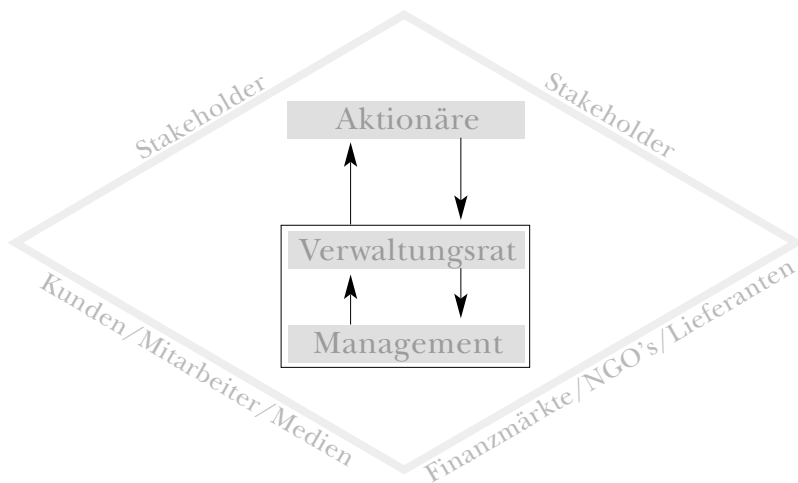 Stakeholder
Stakeholder
Aktionäre
Verwaltungsrat
Management
Kunden/Mitarbeiter/Medien
Finanzmärkte/NGO's/Lieferanten